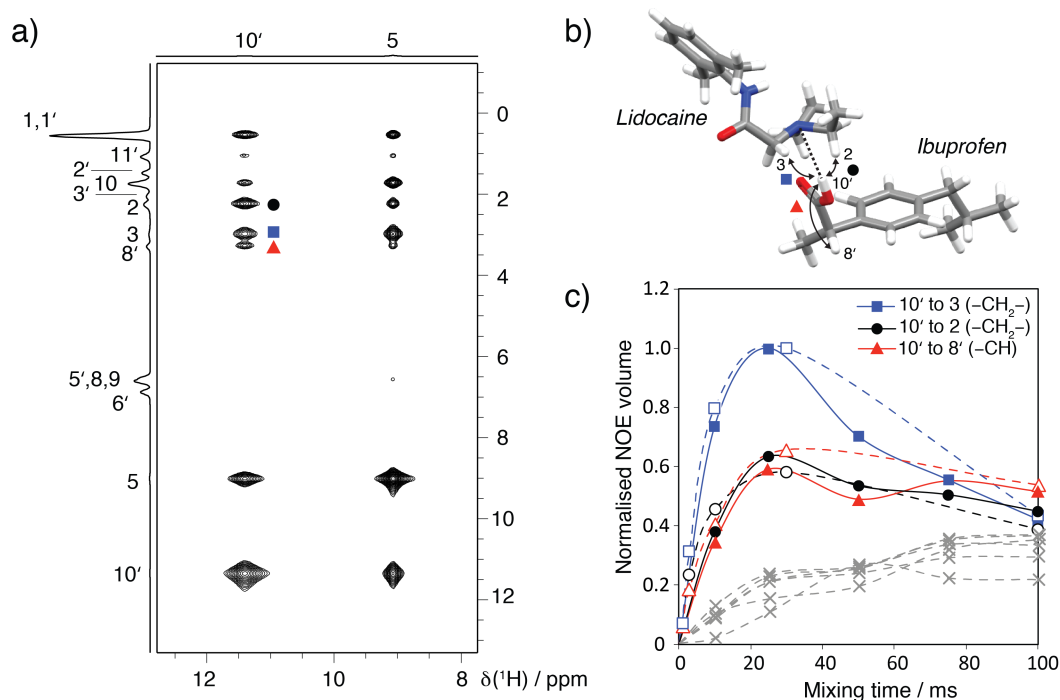 a)
10' 5
1,1'
11'
2'
10
3'
2
3
8'
5',8,9
6'
5
10'
0
2
4
6
8
10
12
12 10 8 δ(¹H) / ppm
b)
Lidocaine
Ibuprofen
3 2
10'
8'
c)
10' to 3 (–CH₂–)
10' to 2 (–CH₂–)
10' to 8' (–CH)
Normalised NOE volume
1.2
1.0
0.8
0.6
0.4
0.2
0
0 20 40 60 80 100
Mixing time / ms